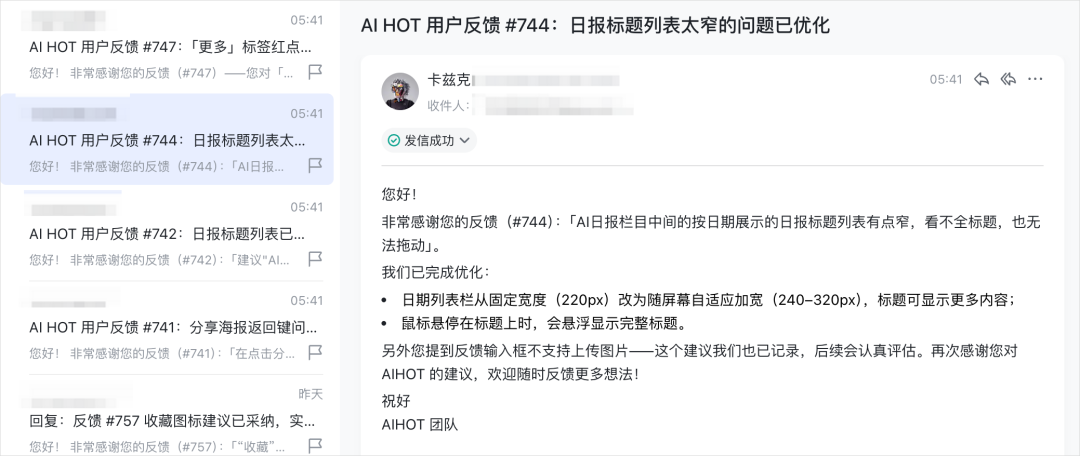 05:41
AI HOT 用户反馈 #747：「更多」标签红点...
您好！ 非常感谢您的反馈（#747）——您对「...
05:41
AI HOT 用户反馈 #744：日报标题列表太...
您好！ 非常感谢您的反馈（#744）：「AI日报...
05:41
AI HOT 用户反馈 #742：日报标题列表已...
您好！ 非常感谢您的反馈（#742）：「建议"AI...
05:41
AI HOT 用户反馈 #741：分享海报返回键问...
您好！ 非常感谢您的反馈（#741）：「在点击分...
昨天
回复：反馈 #757 收藏图标建议已采纳，实...
您好！ 非常感谢您的反馈（#757）：「“收藏”...
AI HOT 用户反馈 #744：日报标题列表太窄的问题已优化
卡兹克
05:41
收件人：
发信成功
您好！
非常感谢您的反馈（#744）：「AI日报栏目中间的按日期展示的日报标题列表有点窄，看不全标题，也无
法拖动」。
我们已完成优化：
• 日期列表栏从固定宽度（220px）改为随屏幕自适应加宽（240–320px），标题可显示更多内容；
• 鼠标悬停在标题上时，会悬浮显示完整标题。
另外您提到反馈输入框不支持上传图片——这个建议我们也已记录，后续会认真评估。再次感谢您对
AIHOT 的建议，欢迎随时反馈更多想法！
祝好
AIHOT 团队